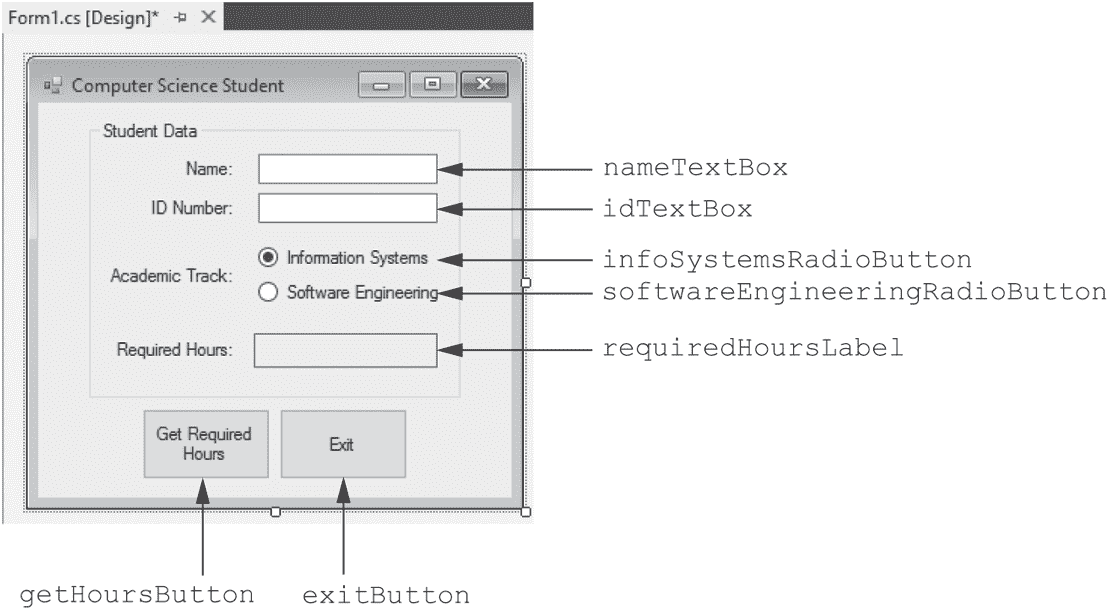 Form1.cs [Design]*
Computer Science Student
Student Data
Name:
nameTextBox
ID Number:
idTextBox
Academic Track:
Information Systems
infoSystemsRadioButton
Software Engineering
softwareEngineeringRadioButton
Required Hours:
requiredHoursLabel
Get Required
Hours
Exit
getHoursButton
exitButton